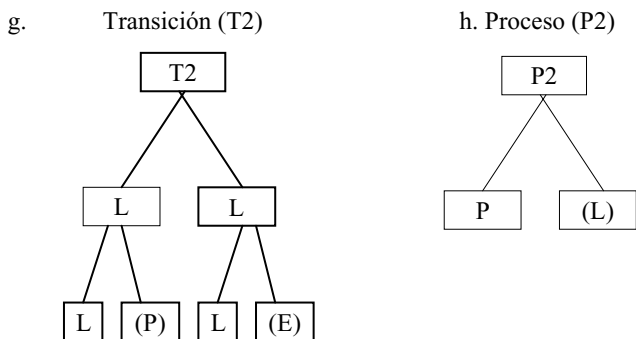 g. Transición (T2) h. Proceso (P2)
T2 P2
L L P (L)
L (P) L (E)